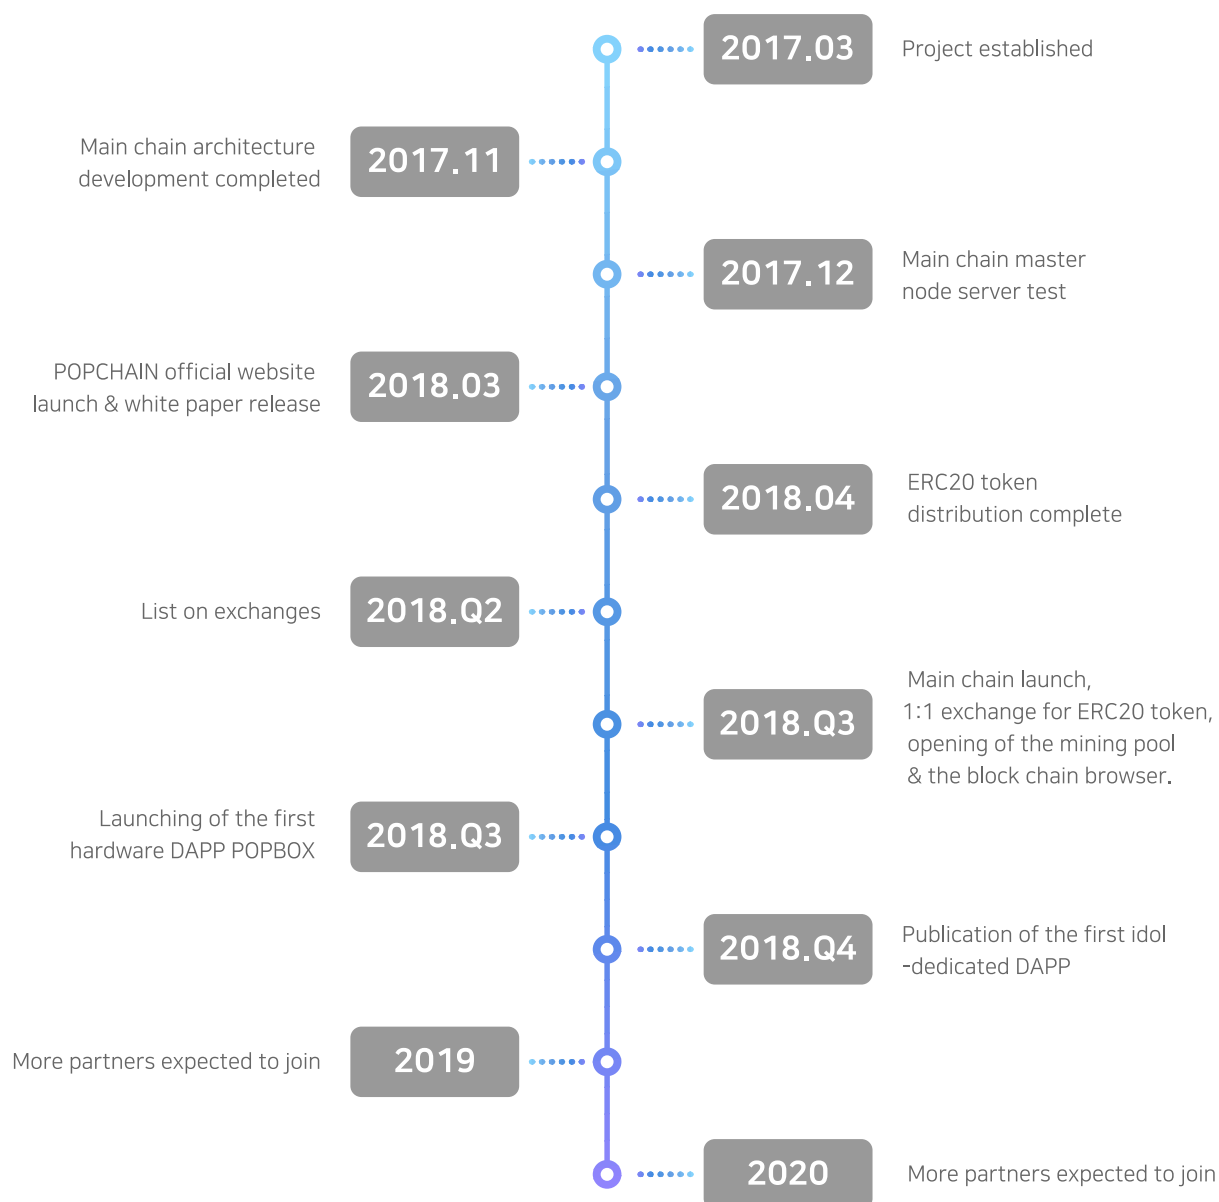 2017.03
Project established
Main chain architecture
development completed
2017.11
2017.12
Main chain master
node server test
POPCHAIN official website
launch & white paper release
2018.03
2018.04
ERC20 token
distribution complete
List on exchanges
2018.Q2
2018.Q3
Main chain launch,
1:1 exchange for ERC20 token,
opening of the mining pool
& the block chain browser.
Launching of the first
hardware DAPP POPBOX
2018.Q3
2018.Q4
Publication of the first idol
-dedicated DAPP
More partners expected to join
2019
2020
More partners expected to join